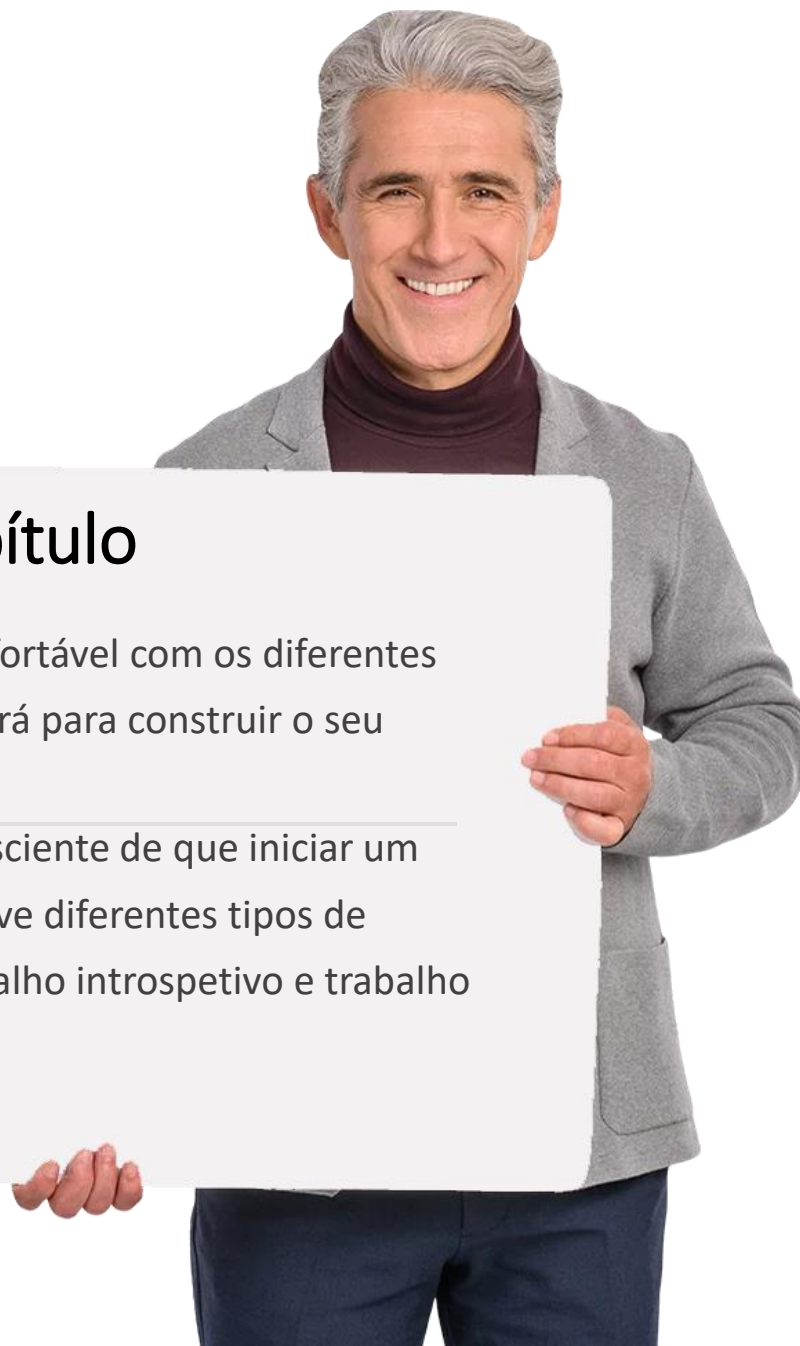 pítulo
fortável com os diferentes
rá para construir o seu
sciente de que iniciar um
ve diferentes tipos de
alho introspetivo e trabalho